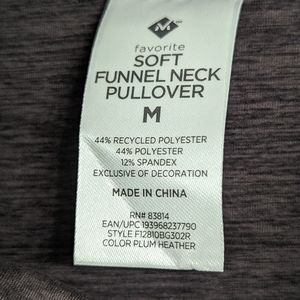 M
favorite
SOFT
FUNNEL NECK
PULLOVER
M
44% RECYCLED POLYESTER
44% POLYESTER
12% SPANDEX
EXCLUSIVE OF DECORATION
MADE IN CHINA
RN# 83814
EAN/UPC 193968237790
STYLE F12810BG302R
COLOR PLUM HEATHER